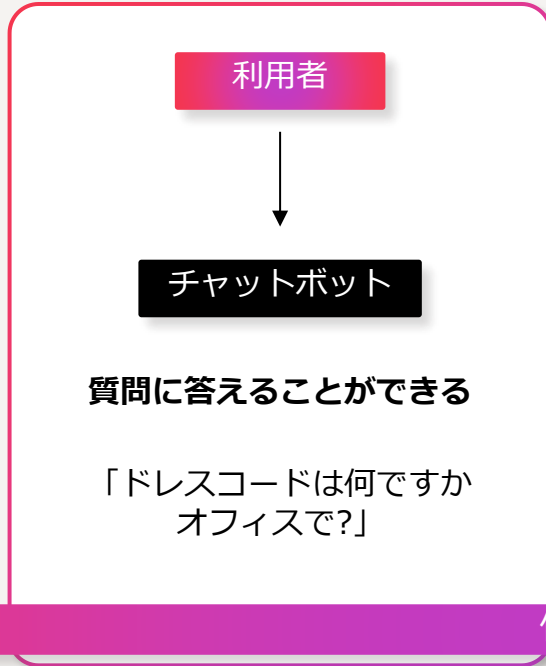 利用者
チャットボット
質問に答えることができる
「ドレスコードは何ですか
オフィスで?」